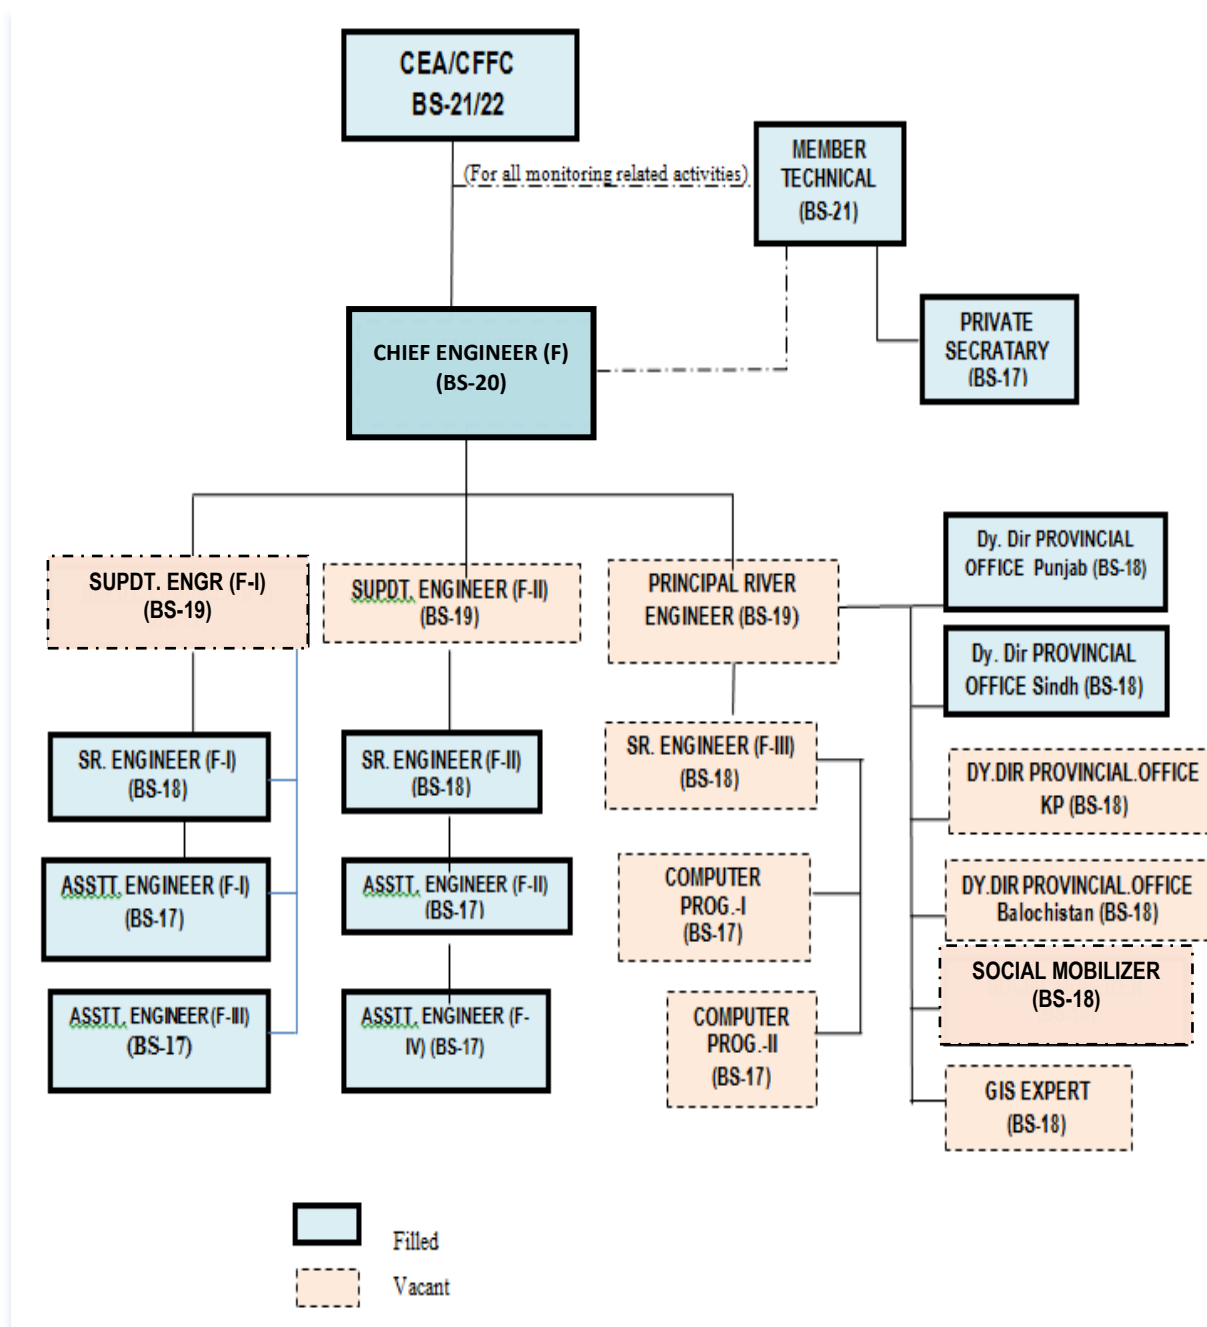 CEA/CFFC
BS-21/22
(For all monitoring related activities)
MEMBER
TECHNICAL
(BS-21)
PRIVATE
SECRATARY
(BS-17)
CHIEF ENGINEER (F)
(BS-20)
SUPDT. ENGR (F-I)
(BS-19)
SUPDT. ENGINEER (F-II)
(BS-19)
PRINCIPAL RIVER
ENGINEER (BS-19)
Dy. Dir PROVINCIAL
OFFICE Punjab (BS-18)
Dy. Dir PROVINCIAL
OFFICE Sindh (BS-18)
SR. ENGINEER (F-I)
(BS-18)
SR. ENGINEER (F-II)
(BS-18)
SR. ENGINEER (F-III)
(BS-18)
DY.DIR PROVINCIAL.OFFICE
KP (BS-18)
ASSTT. ENGINEER (F-I)
(BS-17)
ASSTT. ENGINEER (F-II)
(BS-17)
COMPUTER
PROG.-I
(BS-17)
DY.DIR PROVINCIAL.OFFICE
Balochistan (BS-18)
SOCIAL MOBILIZER
(BS-18)
ASSTT. ENGINEER (F-III)
(BS-17)
ASSTT. ENGINEER (F-
IV) (BS-17)
COMPUTER
PROG.-II
(BS-17)
GIS EXPERT
(BS-18)
Filled
Vacant